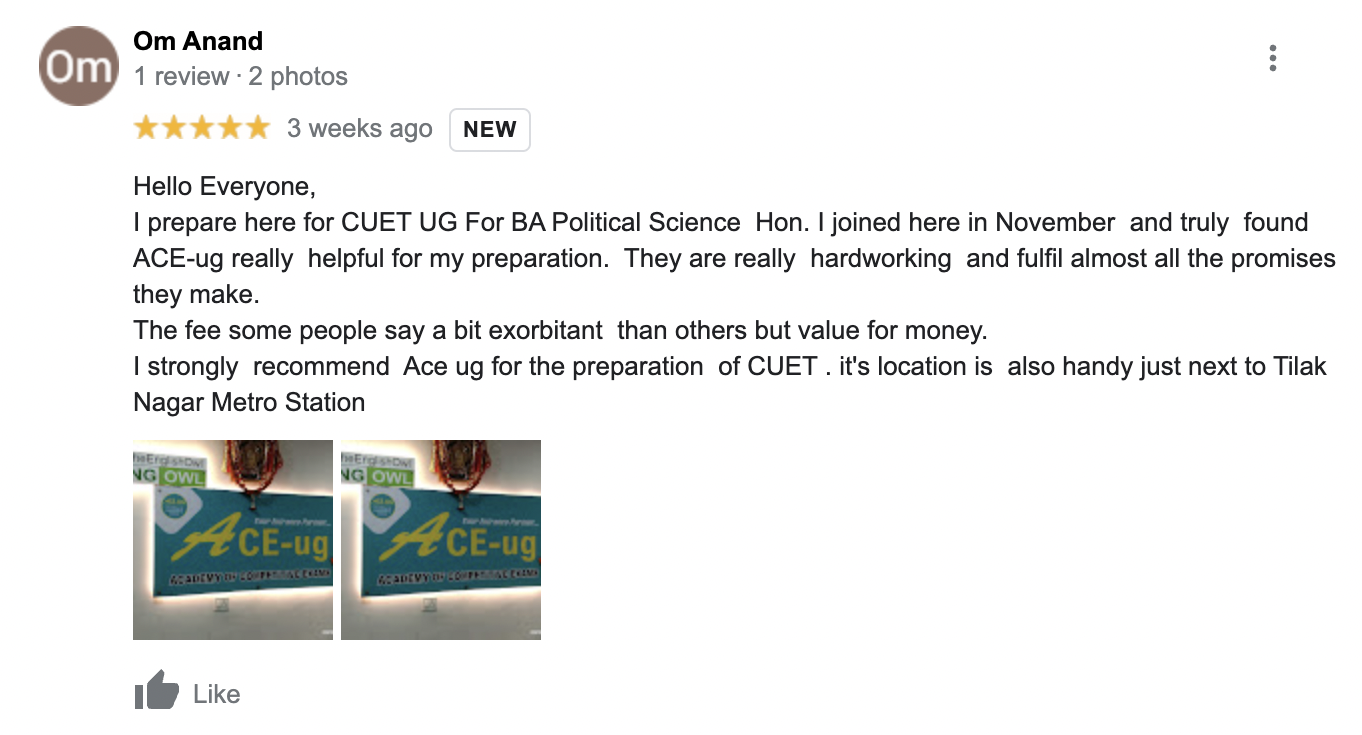 Om
Om Anand
1 review · 2 photos
3 weeks ago NEW
Hello Everyone,
I prepare here for CUET UG For BA Political Science  Hon. I joined here in November  and truly  found
ACE-ug really  helpful for my preparation.  They are really  hardworking  and fulfil almost all the promises
they make.
The fee some people say a bit exorbitant  than others but value for money.
I strongly  recommend  Ace ug for the preparation  of CUET . it's location is  also handy just next to Tilak
Nagar Metro Station
NG OWL
ACE-ug
ACADEMY OF COMPETITIVE EXAMS
NG OWL
ACE-ug
ACADEMY OF COMPETITIVE EXAMS
Like